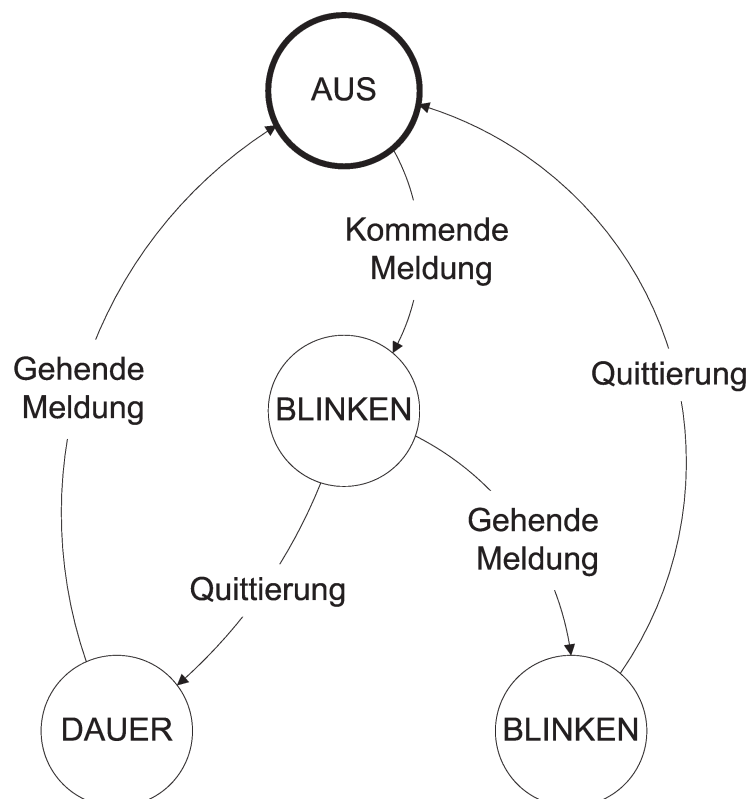 AUS
Kommende
Meldung
Gehende
Meldung
Quittierung
BLINKEN
Gehende
Meldung
Quittierung
DAUER
BLINKEN